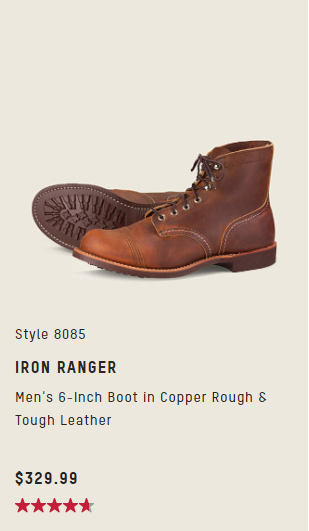 Style 8085
IRON RANGER
Men's 6-Inch Boot in Copper Rough &
Tough Leather
$329.99